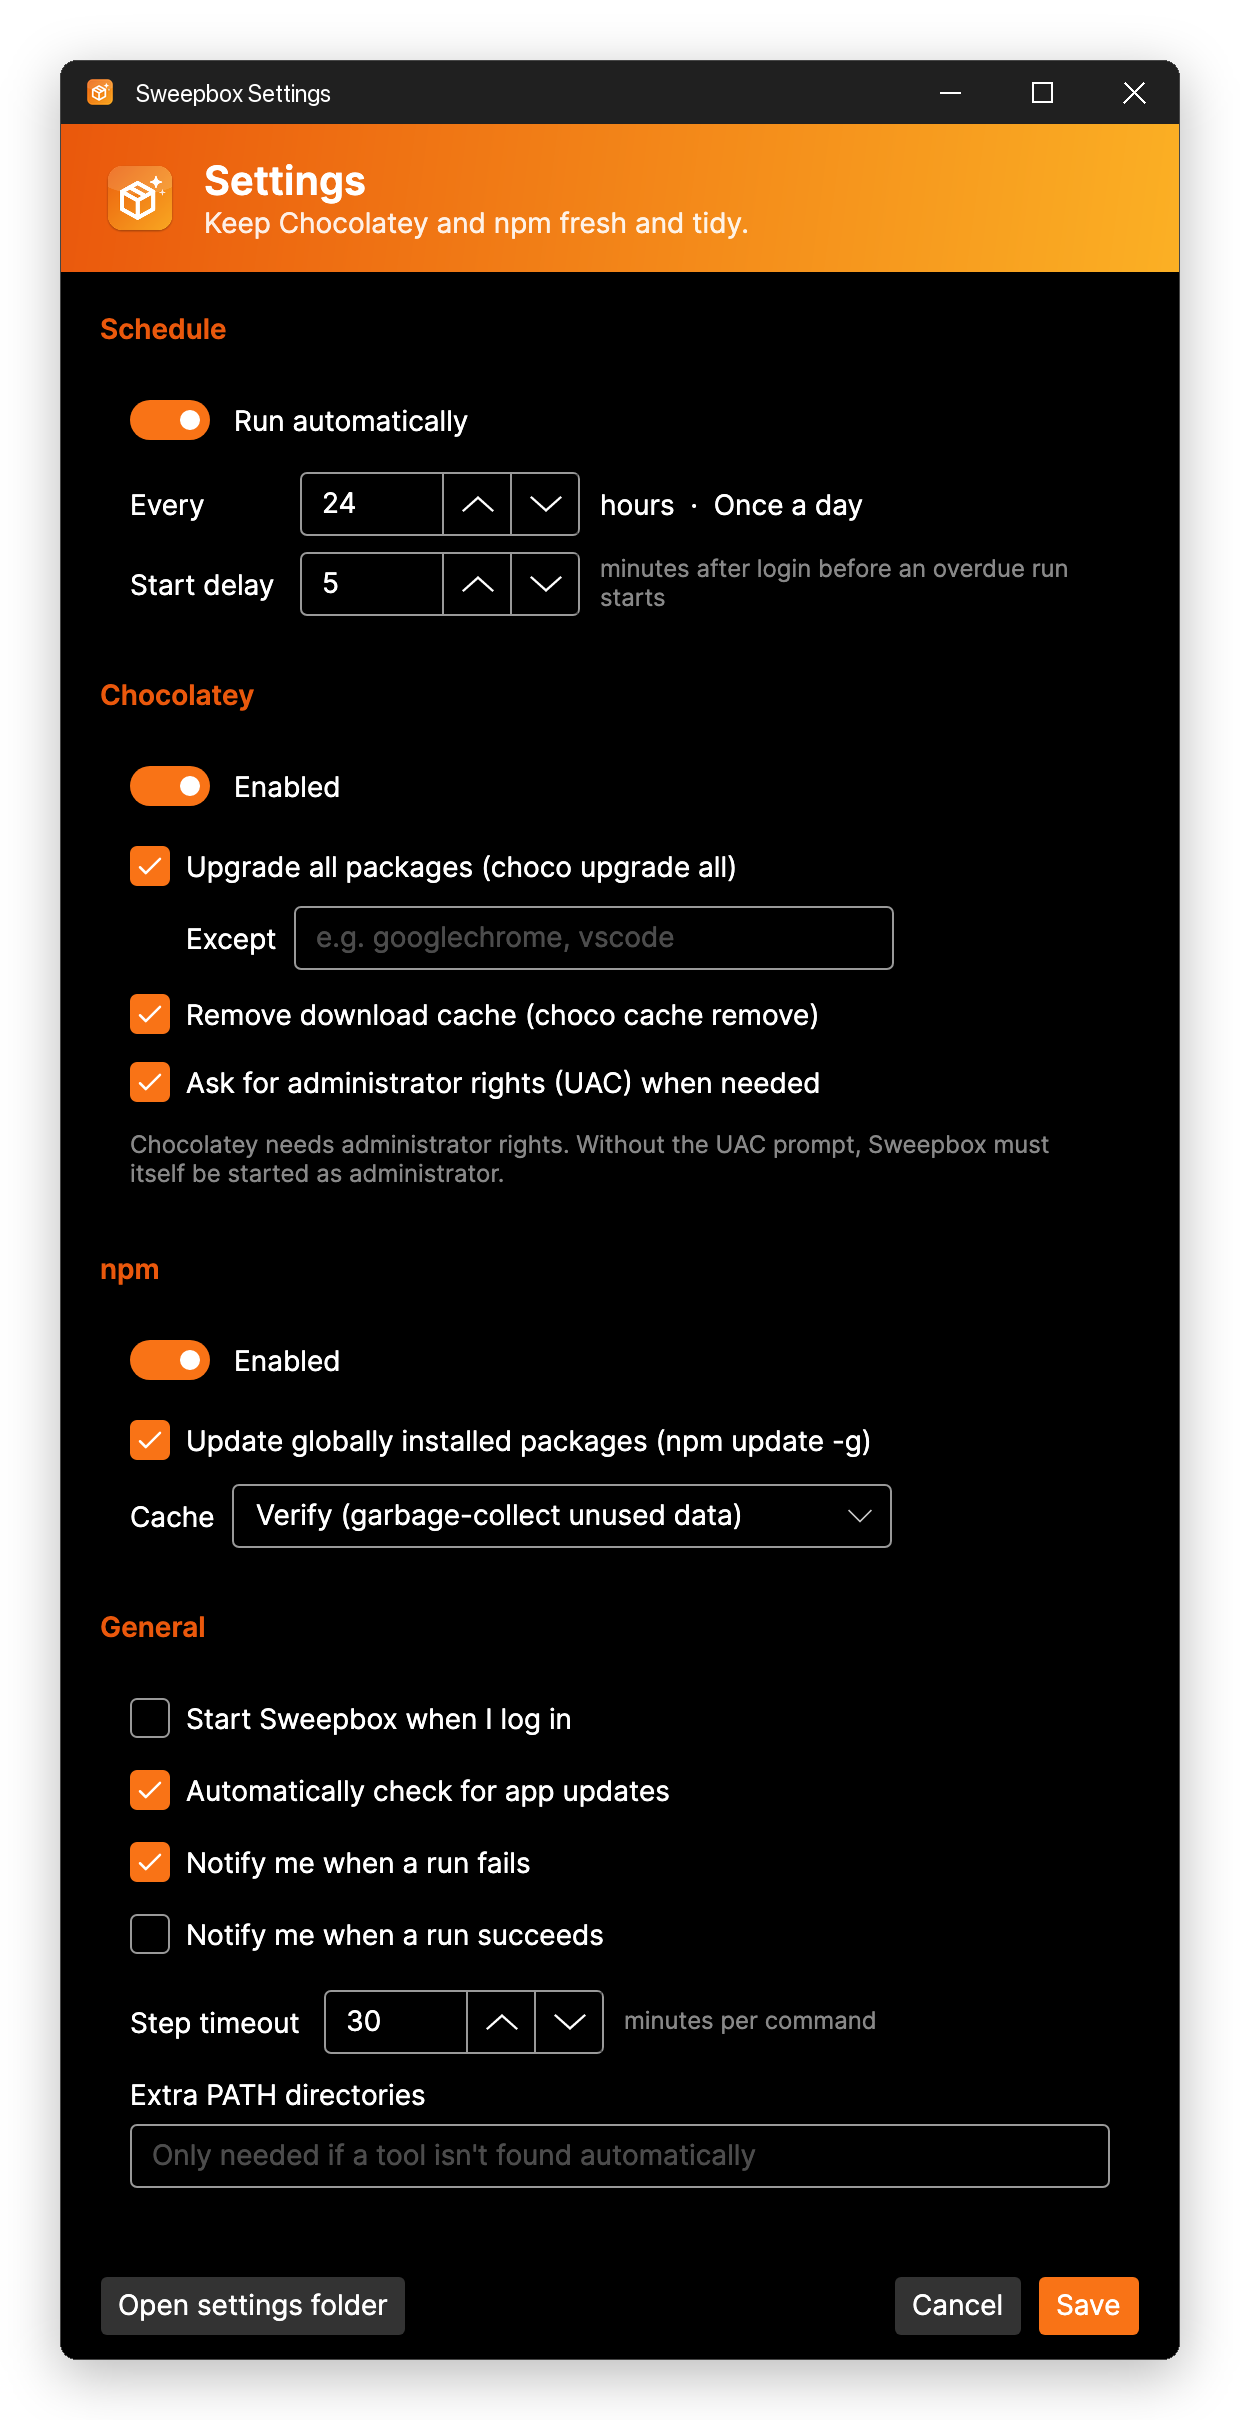 Sweepbox Settings
Settings
Keep Chocolatey and npm fresh and tidy.
Schedule
Run automatically
Every 24 hours · Once a day
Start delay 5 minutes after login before an overdue run
starts
Chocolatey
Enabled
Upgrade all packages (choco upgrade all)
Except e.g. googlechrome, vscode
Remove download cache (choco cache remove)
Ask for administrator rights (UAC) when needed
Chocolatey needs administrator rights. Without the UAC prompt, Sweepbox must
itself be started as administrator.
npm
Enabled
Update globally installed packages (npm update -g)
Cache Verify (garbage-collect unused data)
General
Start Sweepbox when I log in
Automatically check for app updates
Notify me when a run fails
Notify me when a run succeeds
Step timeout 30 minutes per command
Extra PATH directories
Only needed if a tool isn't found automatically
Open settings folder Cancel Save